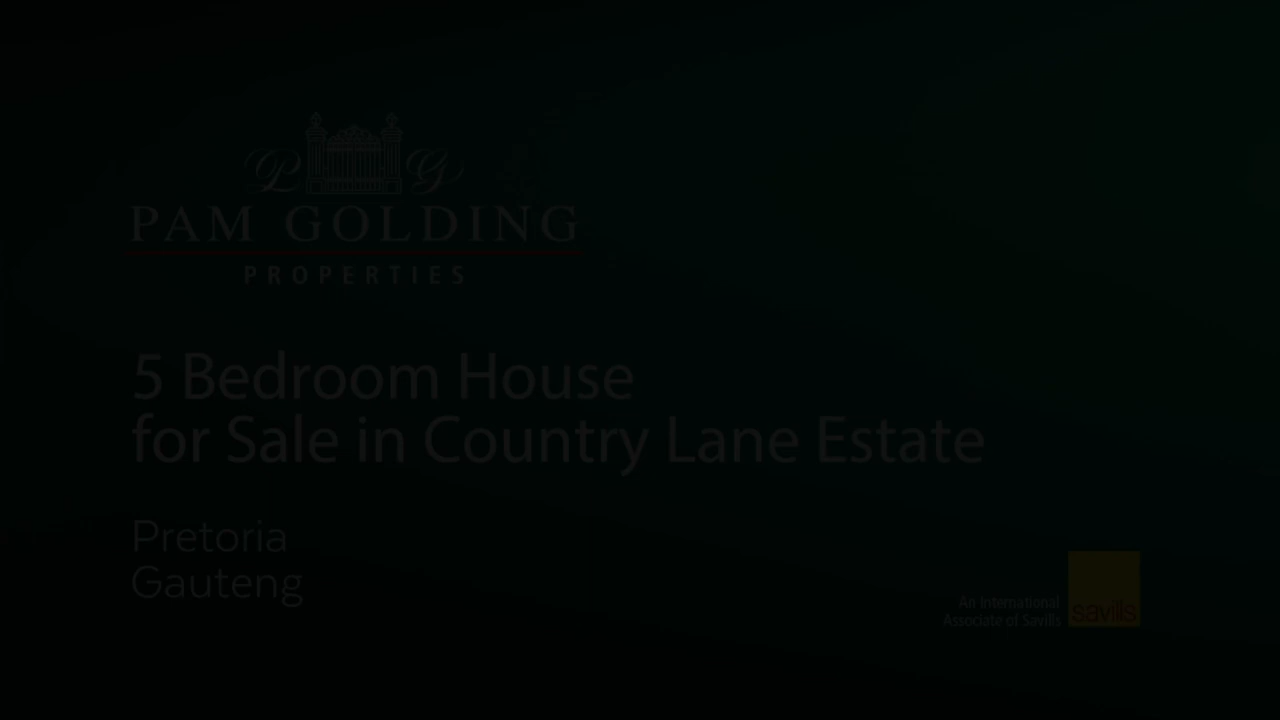 P G
PAM GOLDING
PROPERTIES
5 Bedroom House
for Sale in Country Lane Estate
Pretoria
Gauteng
An International
Associate of Savills
savills